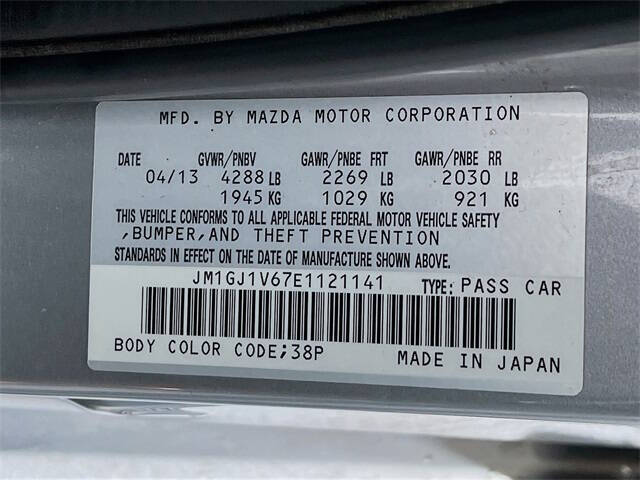 MFD. BY MAZDA MOTOR CORPORATION
DATE GVWR/PNBV GAWR/PNBE FRT GAWR/PNBE RR
04/13 4288 LB 2269 LB 2030 LB
1945 KG 1029 KG 921 KG
THIS VEHICLE CONFORMS TO ALL APPLICABLE FEDERAL MOTOR VEHICLE SAFETY
,BUMPER,AND THEFT PREVENTION
STANDARDS IN EFFECT ON THE DATE OF MANUFACTURE SHOWN ABOVE.
JM1GJ1V67E1121141 TYPE: PASS CAR
BODY COLOR CODE;38P MADE IN JAPAN